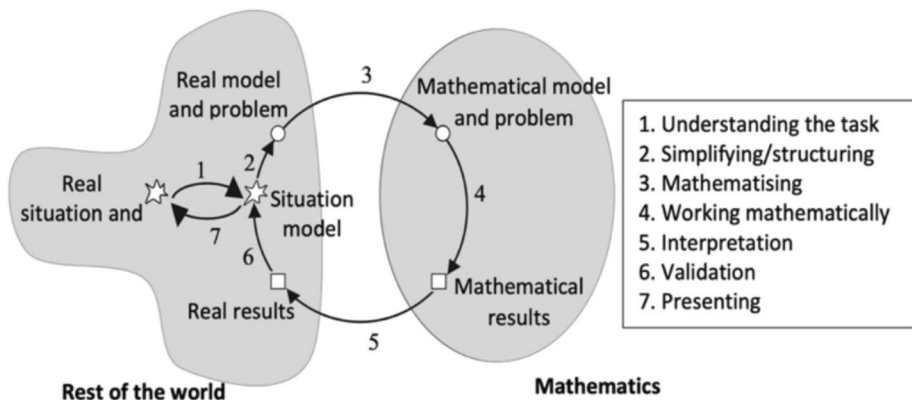 Real model
and problem
3
Mathematical model
and problem
1
2
Real
situation and
Situation
model
7
4
6
Real results
Mathematical
results
5
Rest of the world
Mathematics
1. Understanding the task
2. Simplifying/structuring
3. Mathematising
4. Working mathematically
5. Interpretation
6. Validation
7. Presenting